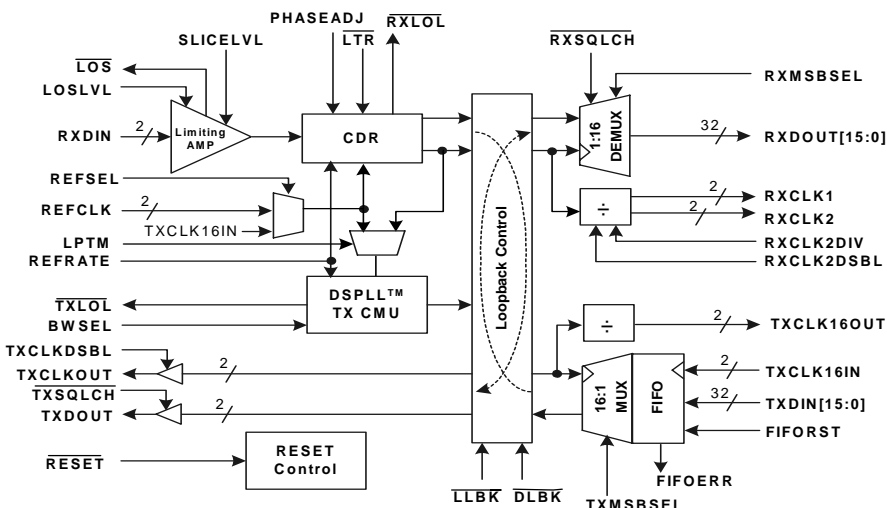 PHASEADJ
RXLOL
SLICELVL
LTR
RXSQLCH
LOS
LOSLVL
RXMSBSEL
RXDIN
2
Limiting
AMP
CDR
1:16
DEMUX
32
RXDOUT[15:0]
REFSEL
REFCLK
2
TXCLK16IN
÷
2
RXCLK1
2
RXCLK2
LPTM
RXCLK2DIV
REFRATE
RXCLK2DSBL
Loopback Control
DSPLL™
TX CMU
TXLOL
BWSEL
÷
2
TXCLK16OUT
TXCLKDSBL
TXCLKOUT
2
16:1
MUX
FIFO
2
TXCLK16IN
TXSQLCH
TXDOUT
2
32
TXDIN[15:0]
FIFORST
RESET
RESET
Control
FIFOERR
LLBK
DLBK
TXMSBSEL